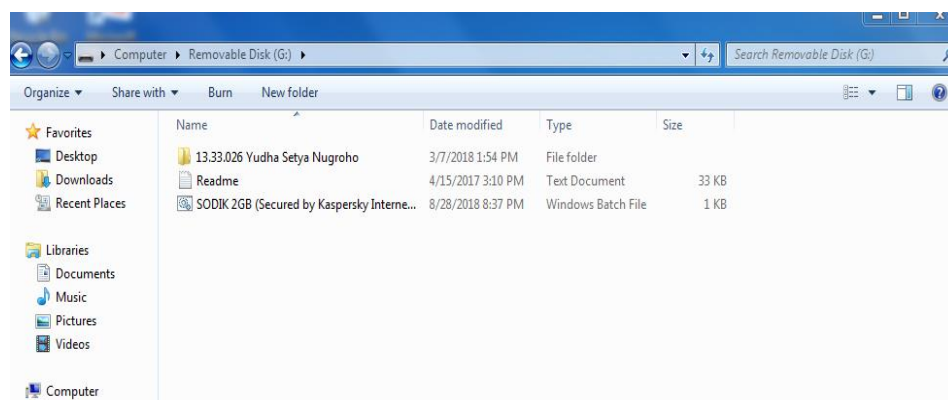 Computer ▸ Removable Disk (G:) ▸
Search Removable Disk (G:)
Organize Share with Burn New folder
Name Date modified Type Size
Favorites
Desktop
Downloads
Recent Places
13.33.026 Yudha Setya Nugroho 3/7/2018 1:54 PM File folder
Readme 4/15/2017 3:10 PM Text Document 33 KB
SODIK 2GB (Secured by Kaspersky Interne... 8/28/2018 8:37 PM Windows Batch File 1 KB
Libraries
Documents
Music
Pictures
Videos
Computer